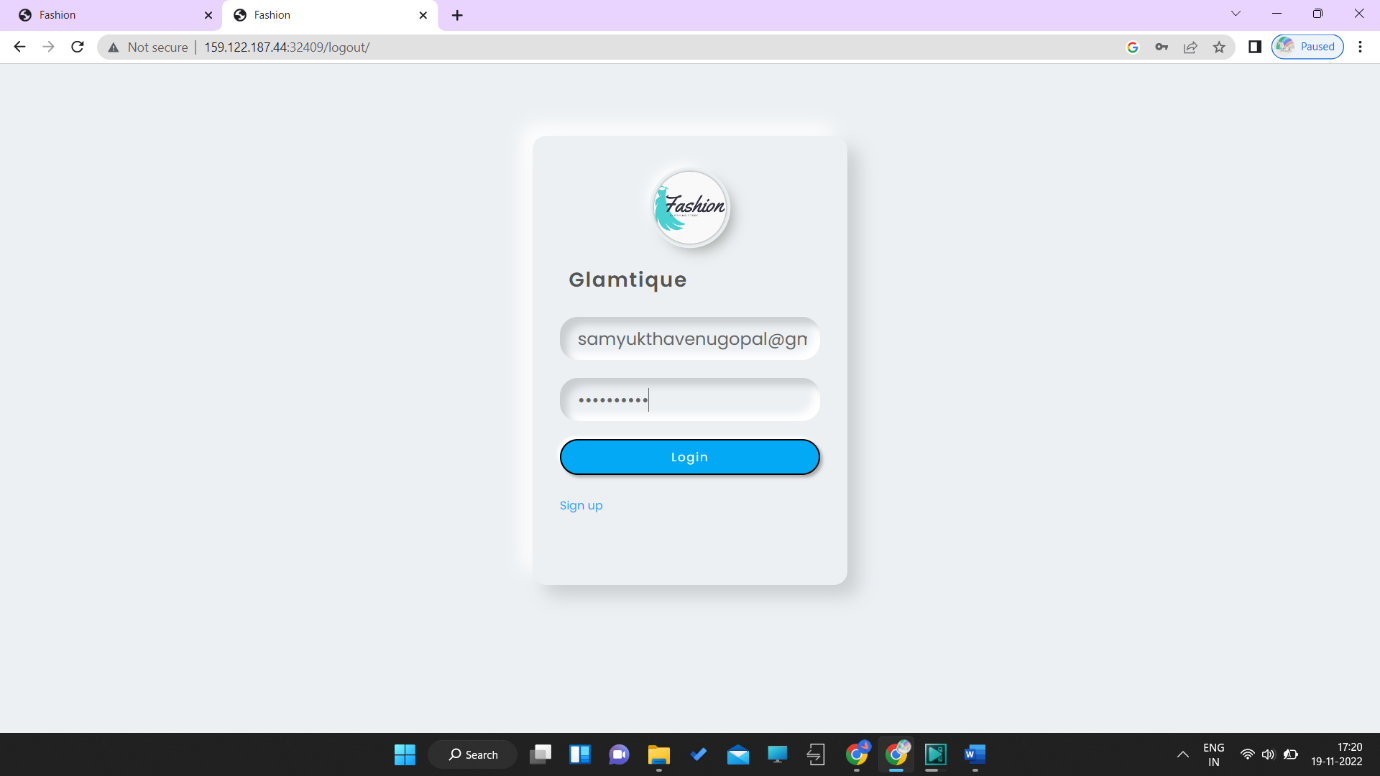 Fashion
Fashion
Not secure
159.122.187.44:32409/logout/
Paused
Fashion
Glamtique
samyukthavenugopal@gm
Login
Sign up
Search
ENG
IN
17:20
19-11-2022